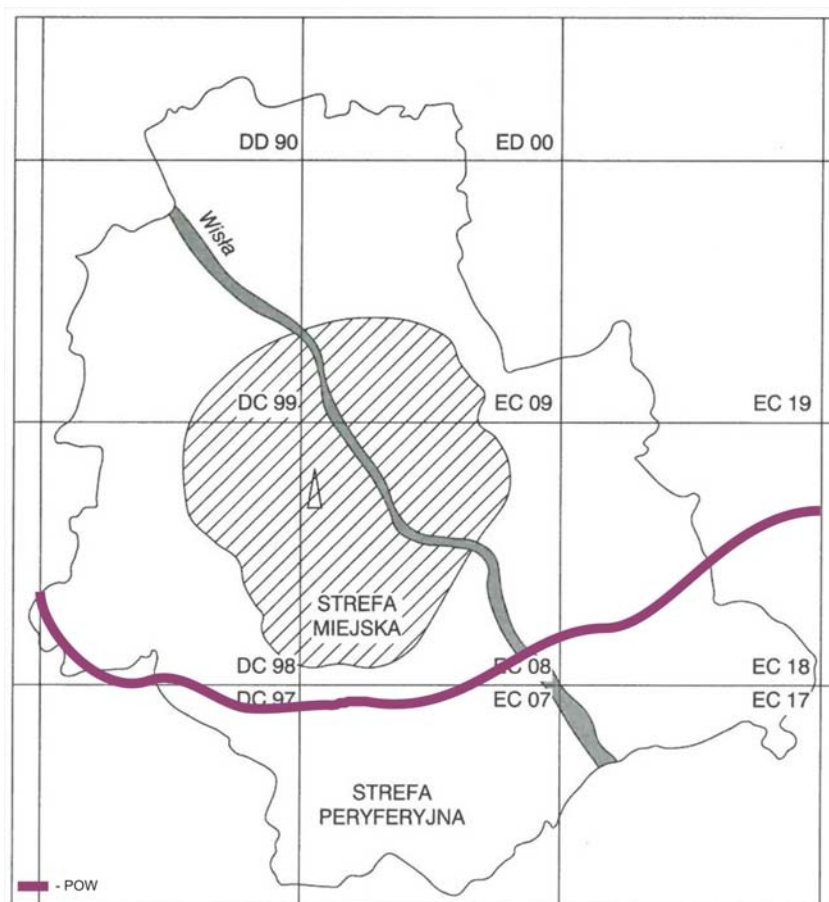 DD 90
ED 00
Wisła
DC 99
EC 09
EC 19
STREFA
MIEJSKA
DC 98
EC 08
EC 18
DC 97
EC 07
EC 17
STREFA
PERYFERYJNA
- POW